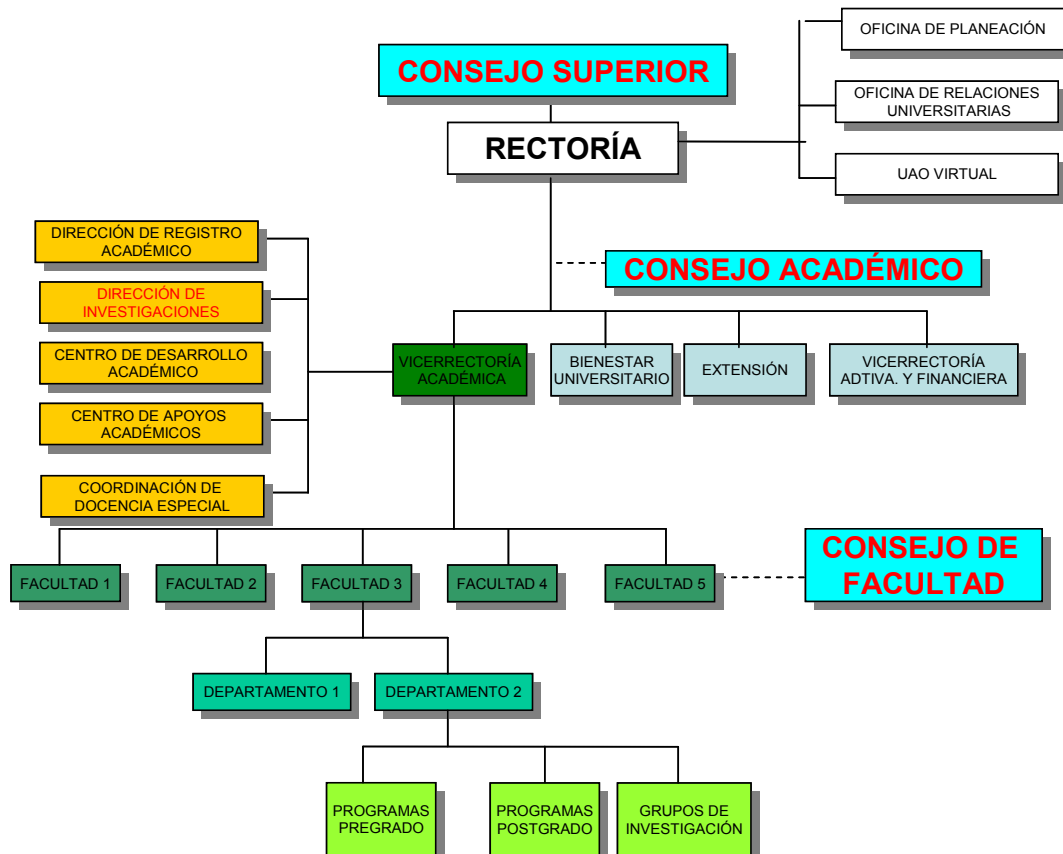 OFICINA DE PLANEACIÓN
CONSEJO SUPERIOR
OFICINA DE RELACIONES
UNIVERSITARIAS
RECTORÍA
UAO VIRTUAL
DIRECCIÓN DE REGISTRO
ACADÉMICO
CONSEJO ACADÉMICO
DIRECCIÓN DE
INVESTIGACIONES
CENTRO DE DESARROLLO
ACADÉMICO
VICERRECTORÍA
ACADÉMICA
BIENESTAR
UNIVERSITARIO
EXTENSIÓN
VICERRECTORÍA
ADTIVA. Y FINANCIERA
CENTRO DE APOYOS
ACADÉMICOS
COORDINACIÓN DE
DOCENCIA ESPECIAL
FACULTAD 1
FACULTAD 2
FACULTAD 3
FACULTAD 4
FACULTAD 5
CONSEJO DE
FACULTAD
DEPARTAMENTO 1
DEPARTAMENTO 2
PROGRAMAS
PREGRADO
PROGRAMAS
POSTGRADO
GRUPOS DE
INVESTIGACIÓN